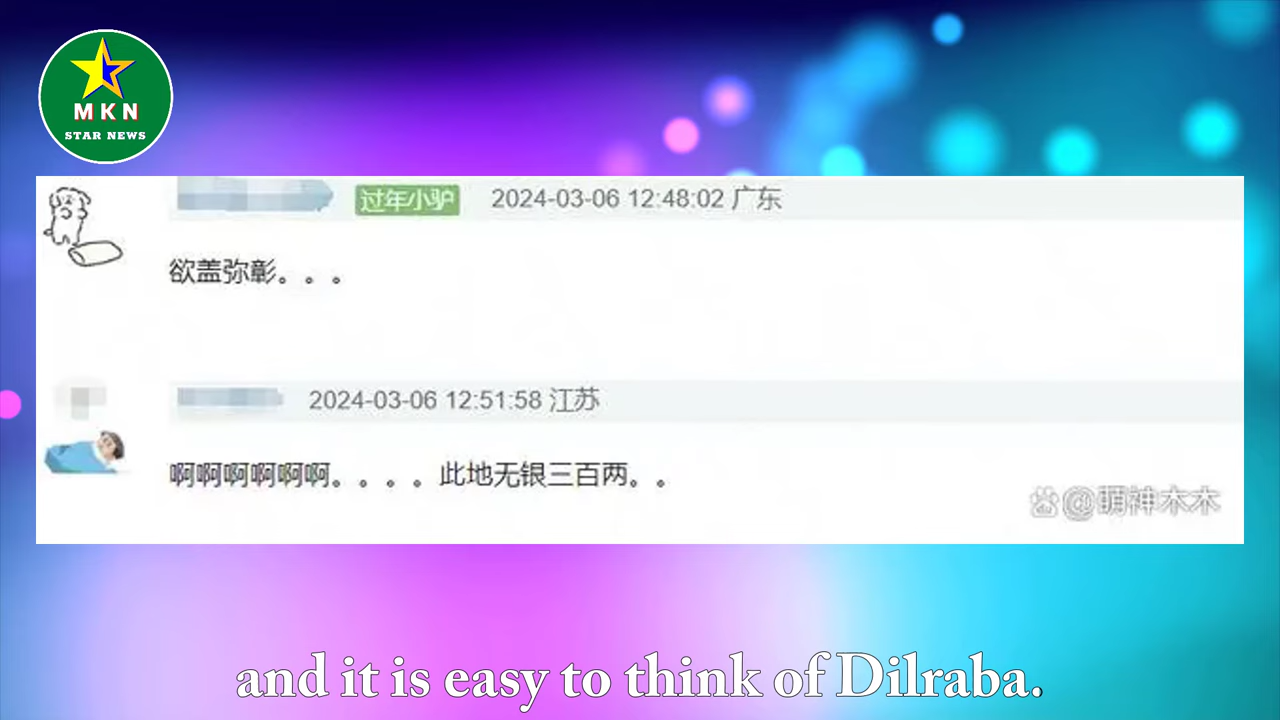 MKN
STAR NEWS
过年小驴 2024-03-06 12:48:02 广东
欲盖弥彰。。。
2024-03-06 12:51:58 江苏
啊啊啊啊啊啊。。。。此地无银三百两。。
@萌神木木
and it is easy to think of Dilraba.